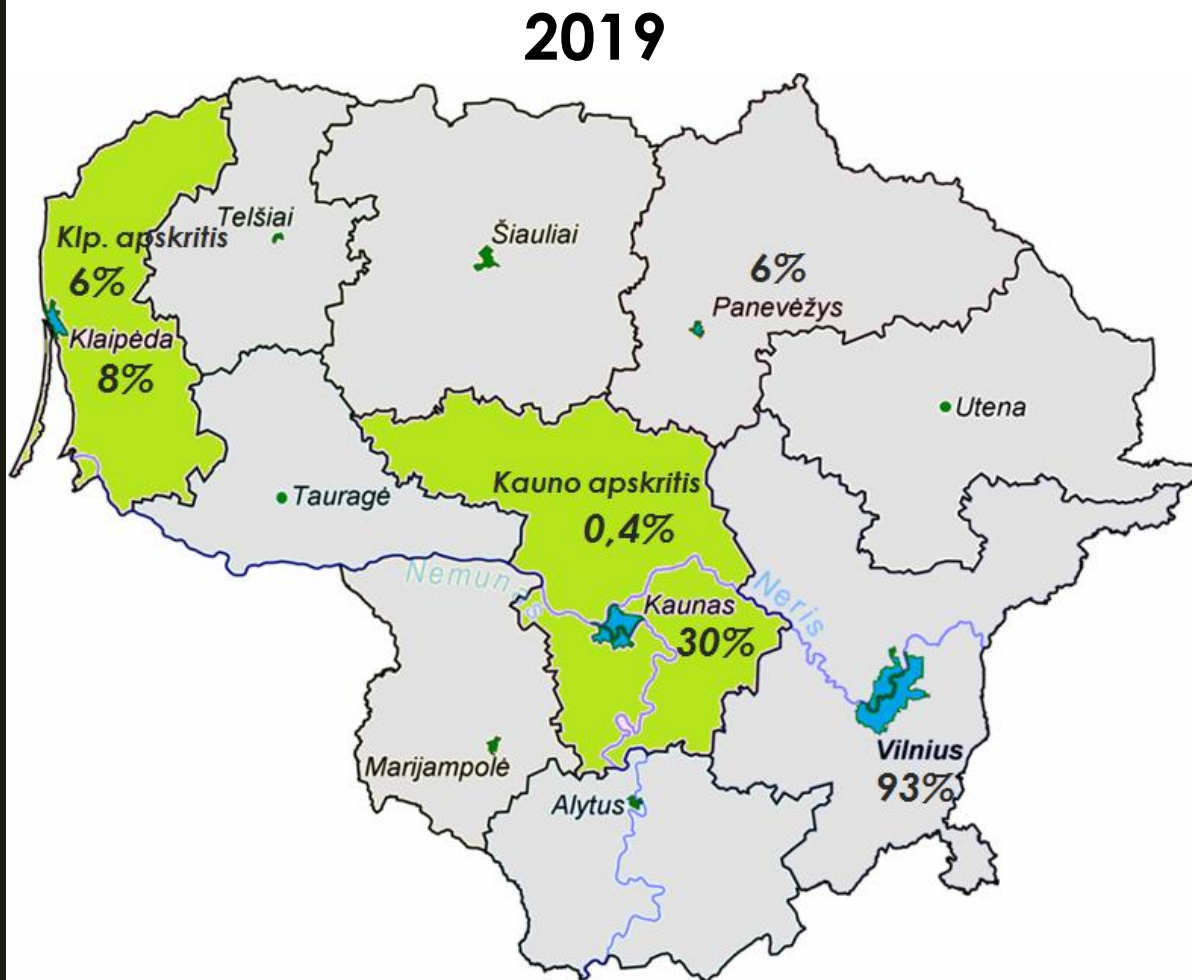 2019
Telšiai
Klp. apskritis
6%
Šiauliai
6%
Panevėžys
Klaipėda
8%
Utena
Kauno apskritis
0,4%
Tauragė
Nemunas
Neris
Kaunas
30%
Vilnius
93%
Marijampolė
Alytus